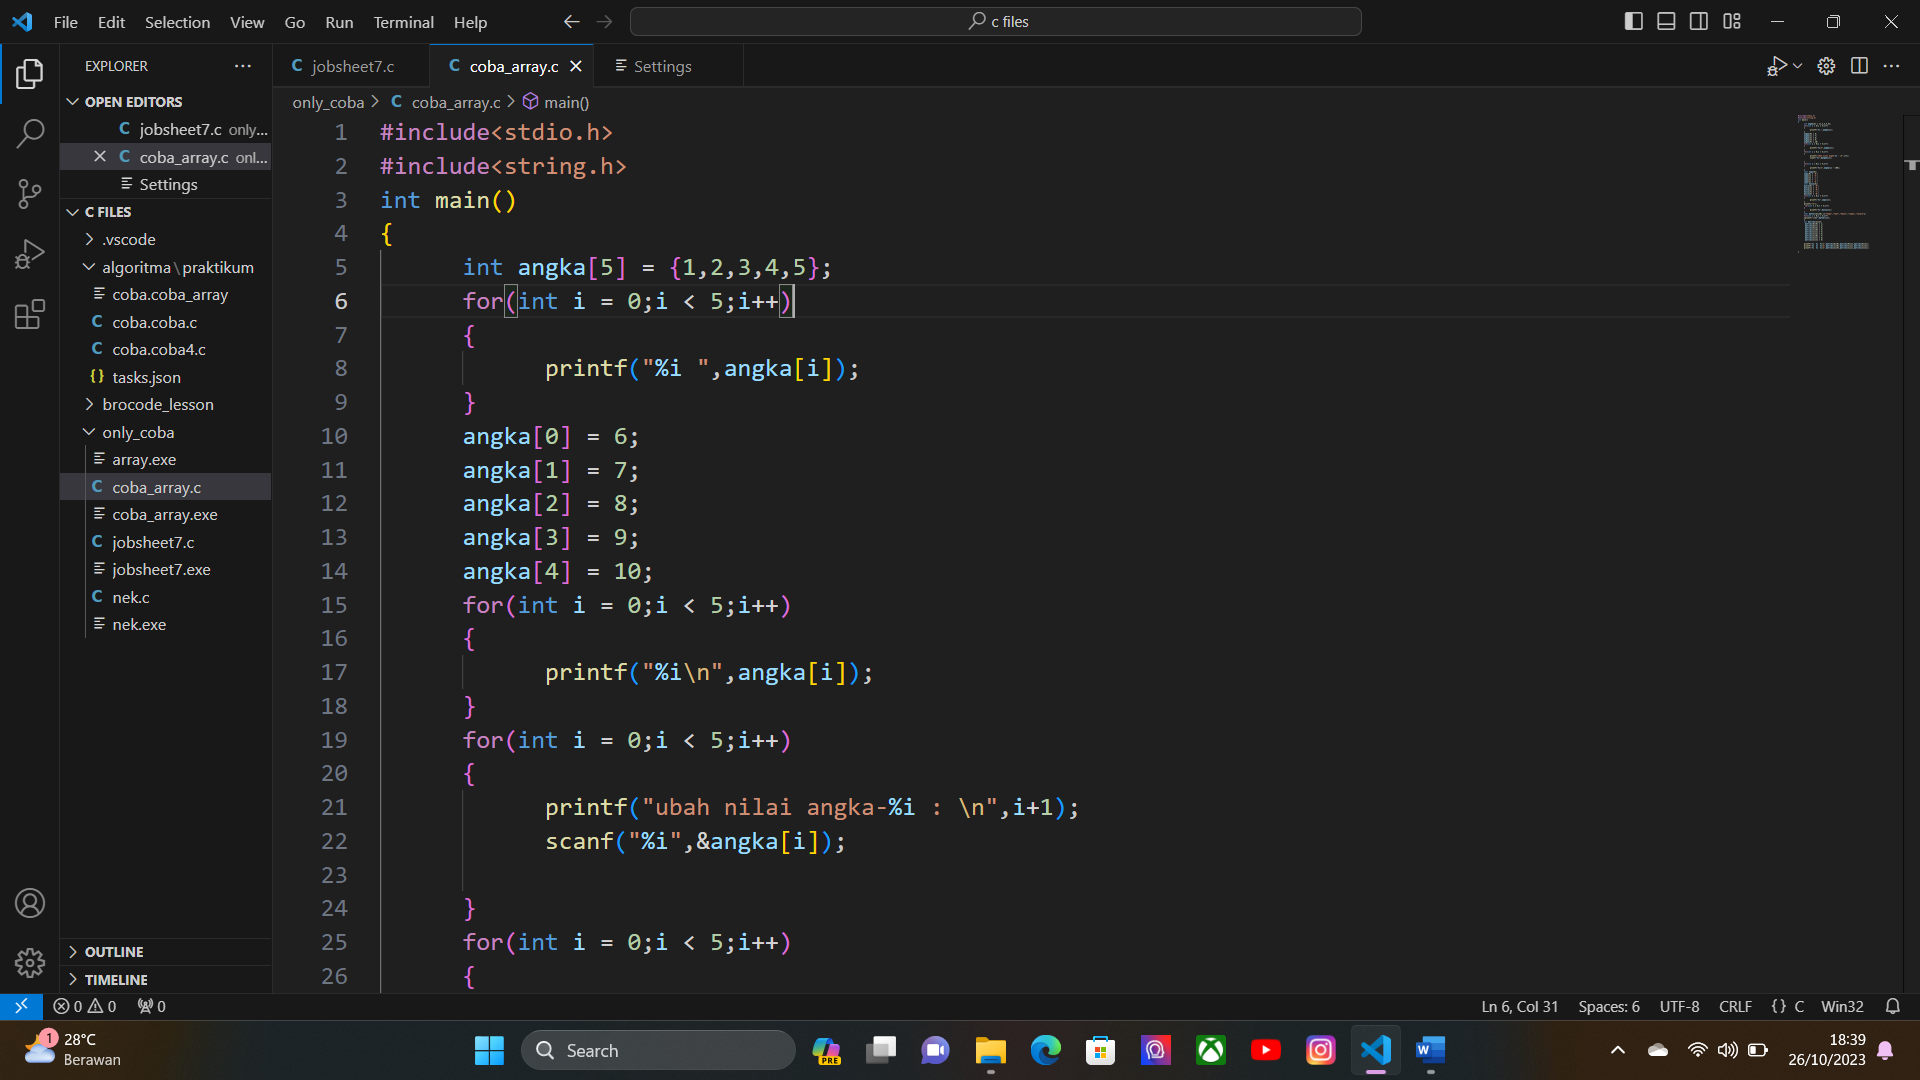 File Edit Selection View Go Run Terminal Help
c files
EXPLORER
OPEN EDITORS
jobsheet7.c only...
coba_array.c onl...
Settings
C FILES
.vscode
algoritma\praktikum
coba.coba_array
coba.coba.c
coba.coba4.c
tasks.json
brocode_lesson
only_coba
array.exe
coba_array.c
coba_array.exe
jobsheet7.c
jobsheet7.exe
nek.c
nek.exe
OUTLINE
TIMELINE
jobsheet7.c coba_array.c Settings
only_coba > C coba_array.c > main()
1 #include<stdio.h>
2 #include<string.h>
3 int main()
4 {
5 int angka[5] = {1,2,3,4,5};
6 for(int i = 0;i < 5;i++)
7 {
8 printf("%i ",angka[i]);
9 }
10 angka[0] = 6;
11 angka[1] = 7;
12 angka[2] = 8;
13 angka[3] = 9;
14 angka[4] = 10;
15 for(int i = 0;i < 5;i++)
16 {
17 printf("%i\n",angka[i]);
18 }
19 for(int i = 0;i < 5;i++)
20 {
21 printf("ubah nilai angka-%i : \n",i+1);
22 scanf("%i",&angka[i]);
23
24 }
25 for(int i = 0;i < 5;i++)
26 {
0 0 0 Ln 6, Col 31 Spaces: 6 UTF-8 CRLF {} C Win32
1 28°C
Berawan
Search
PRE
18:39
26/10/2023